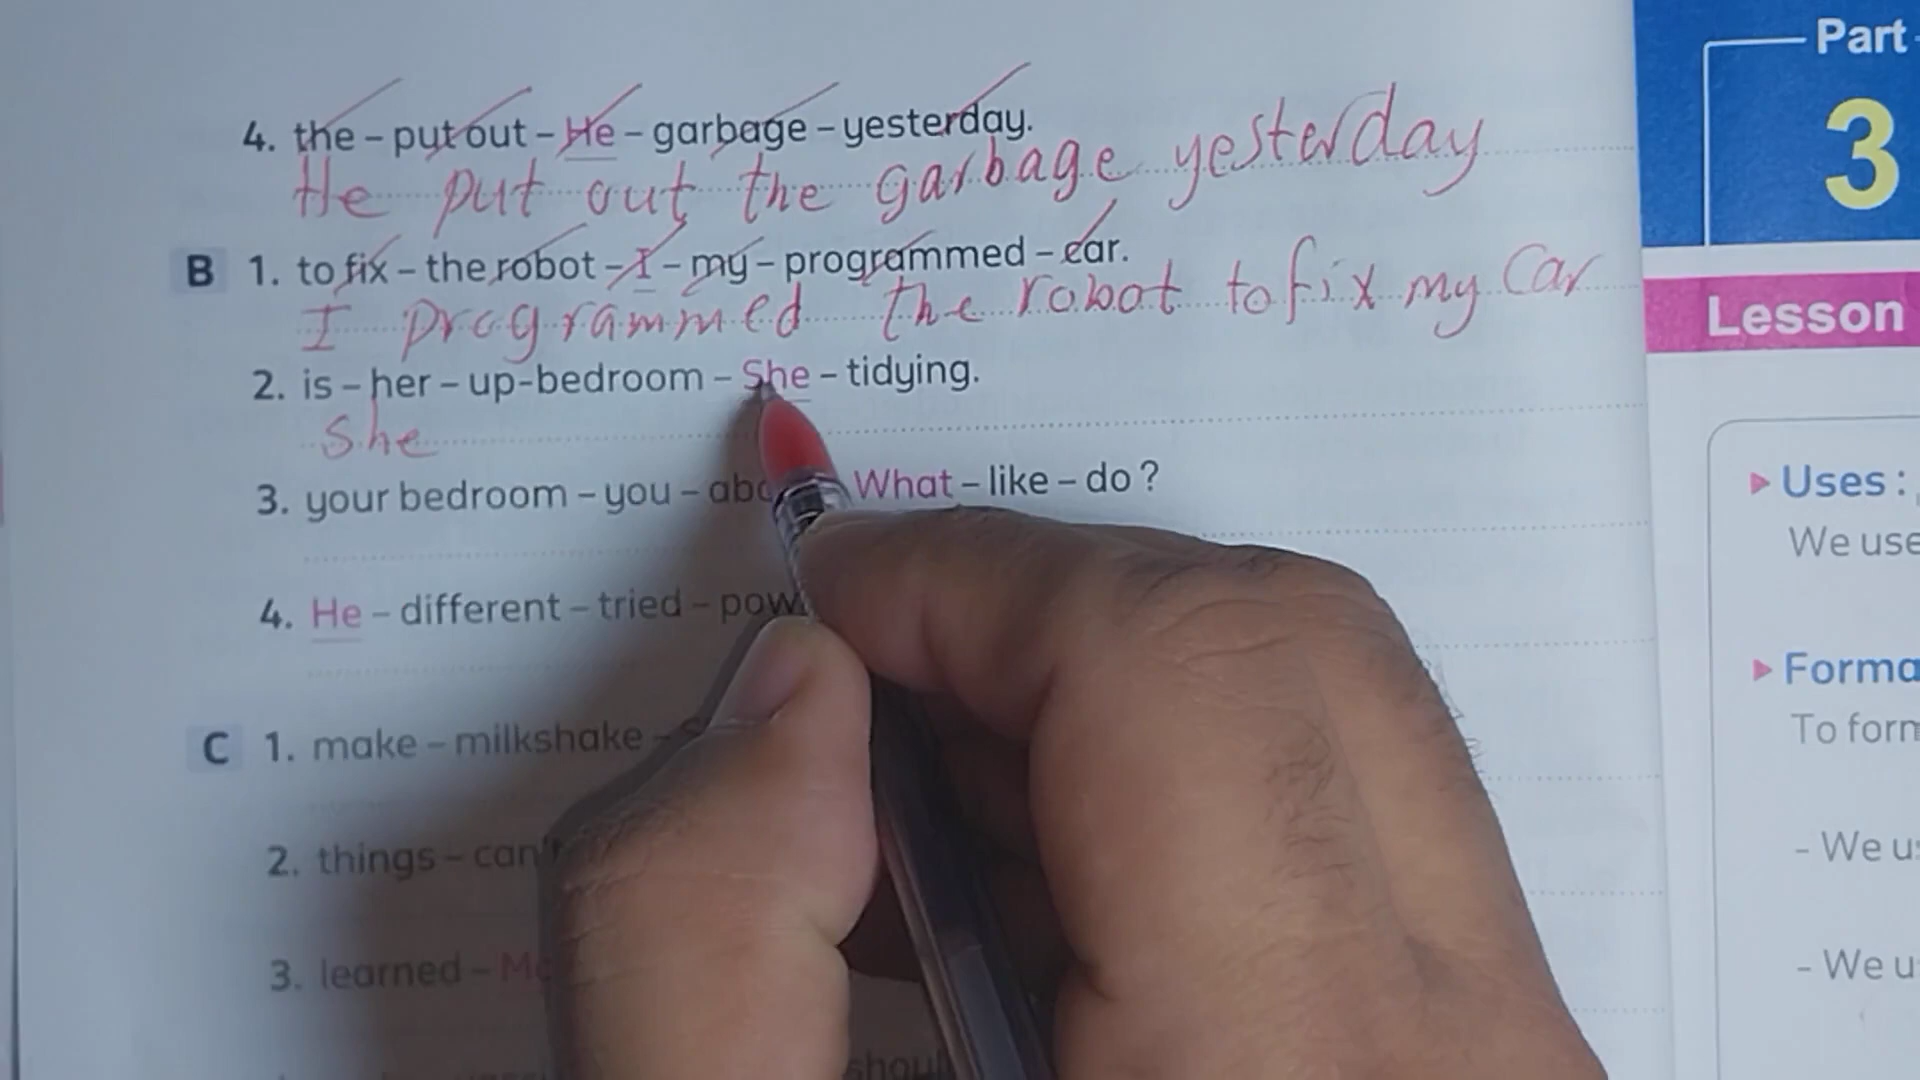 Part
3
4. the – put out – He – garbage – yesterday.
He put out the garbage yesterday
B 1. to fix – the robot – I – my – programmed – car.
I programmed the robot to fix my Car
Lesson
2. is – her – up-bedroom – She – tidying.
She
3. your bedroom – you – What – like – do ?
4. He – different – tried –
C 1. make – milkshake –
2. things – can't
3. learned –
▶ Uses :
We use
▶
To form
- We
- We